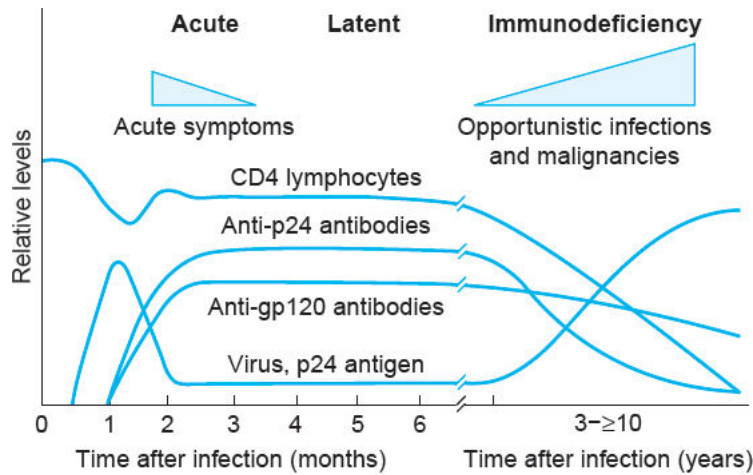 Acute Latent Immunodeficiency
Acute symptoms
Opportunistic infections
and malignancies
Relative levels
CD4 lymphocytes
Anti-p24 antibodies
Anti-gp120 antibodies
Virus, p24 antigen
0 1 2 3 4 5 6 3–≥10
Time after infection (months) Time after infection (years)